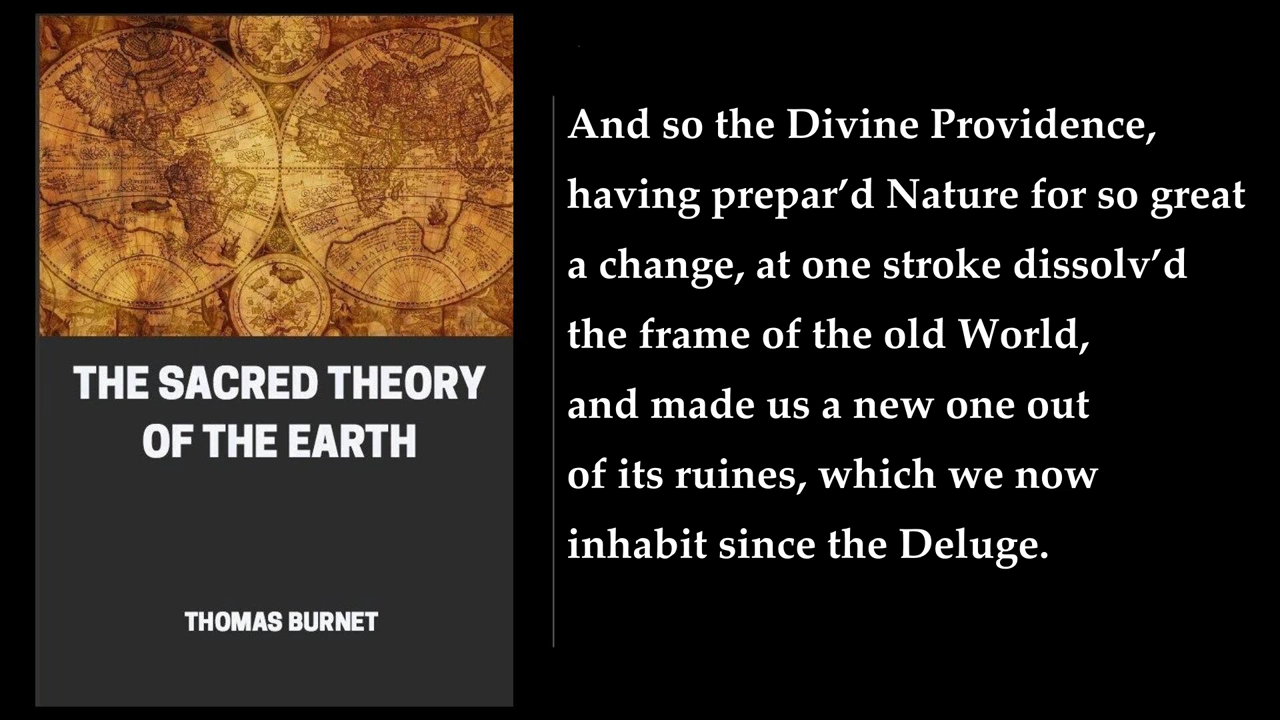 THE SACRED THEORY
OF THE EARTH
THOMAS BURNET
And so the Divine Providence,
having prepar’d Nature for so great
a change, at one stroke dissolv’d
the frame of the old World,
and made us a new one out
of its ruines, which we now
inhabit since the Deluge.